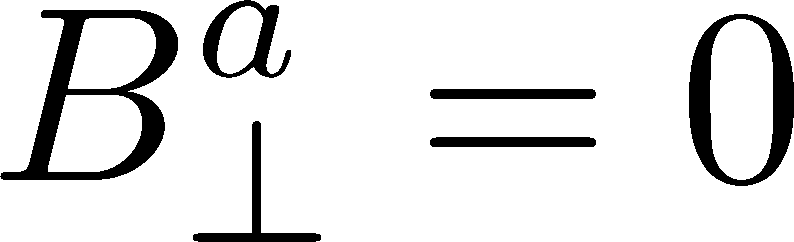 B^a_⊥ = 0